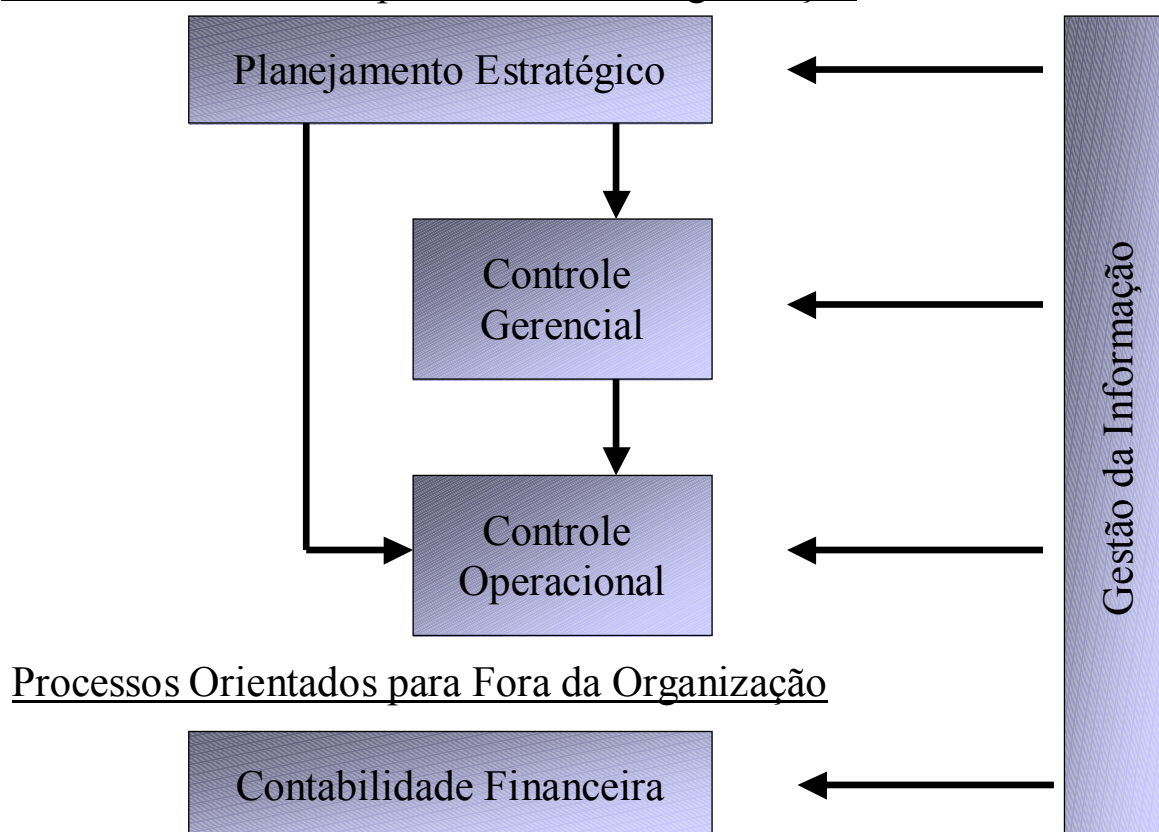 Planejamento Estratégico
Controle
Gerencial
Controle
Operacional
Gestão da Informação
Processos Orientados para Fora da Organização
Contabilidade Financeira